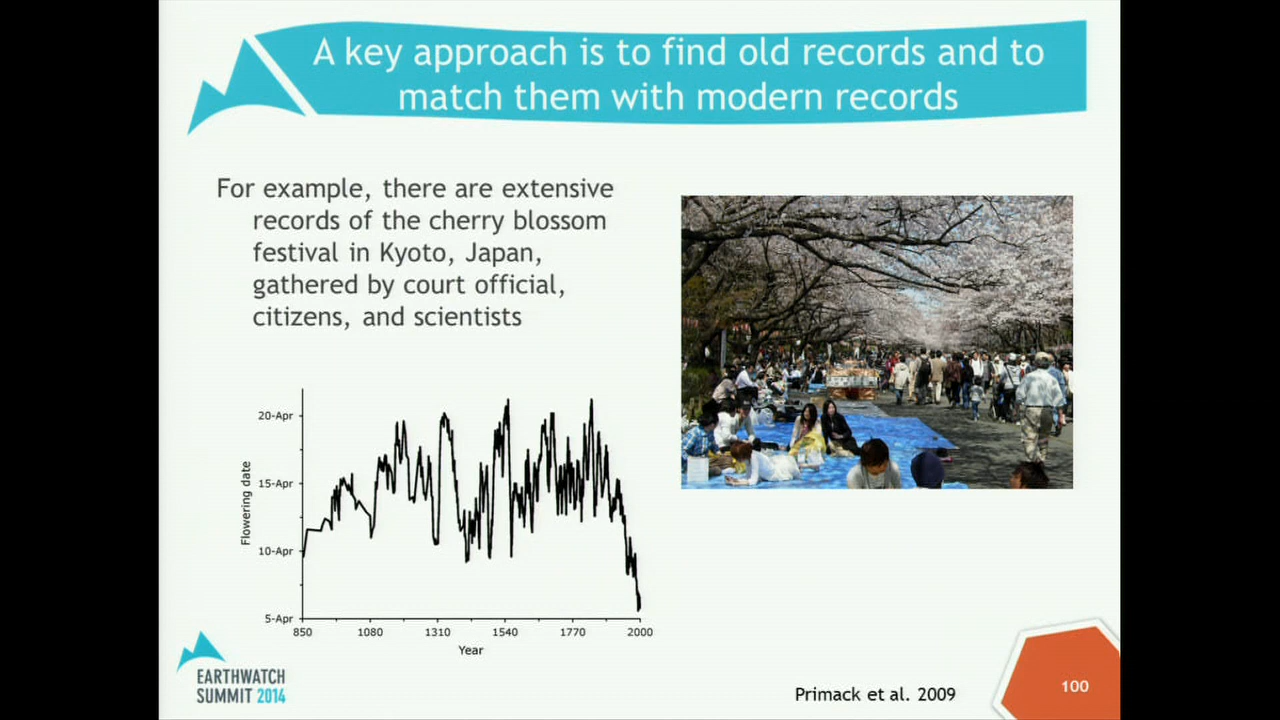 A key approach is to find old records and to
match them with modern records
For example, there are extensive
records of the cherry blossom
festival in Kyoto, Japan,
gathered by court official,
citizens, and scientists
20-Apr
15-Apr
10-Apr
5-Apr
Flowering date
850 1080 1310 1540 1770 2000
Year
EARTHWATCH
SUMMIT 2014
Primack et al. 2009
100